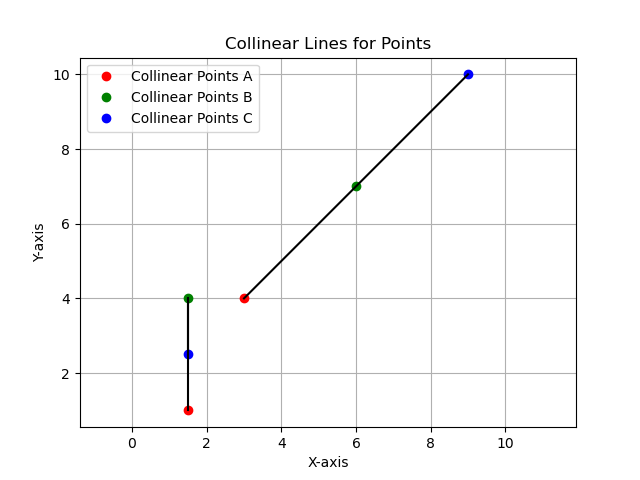 Collinear Lines for Points
Collinear Points A
Collinear Points B
Collinear Points C
10
8
6
4
2
Y-axis
0 2 4 6 8 10
X-axis